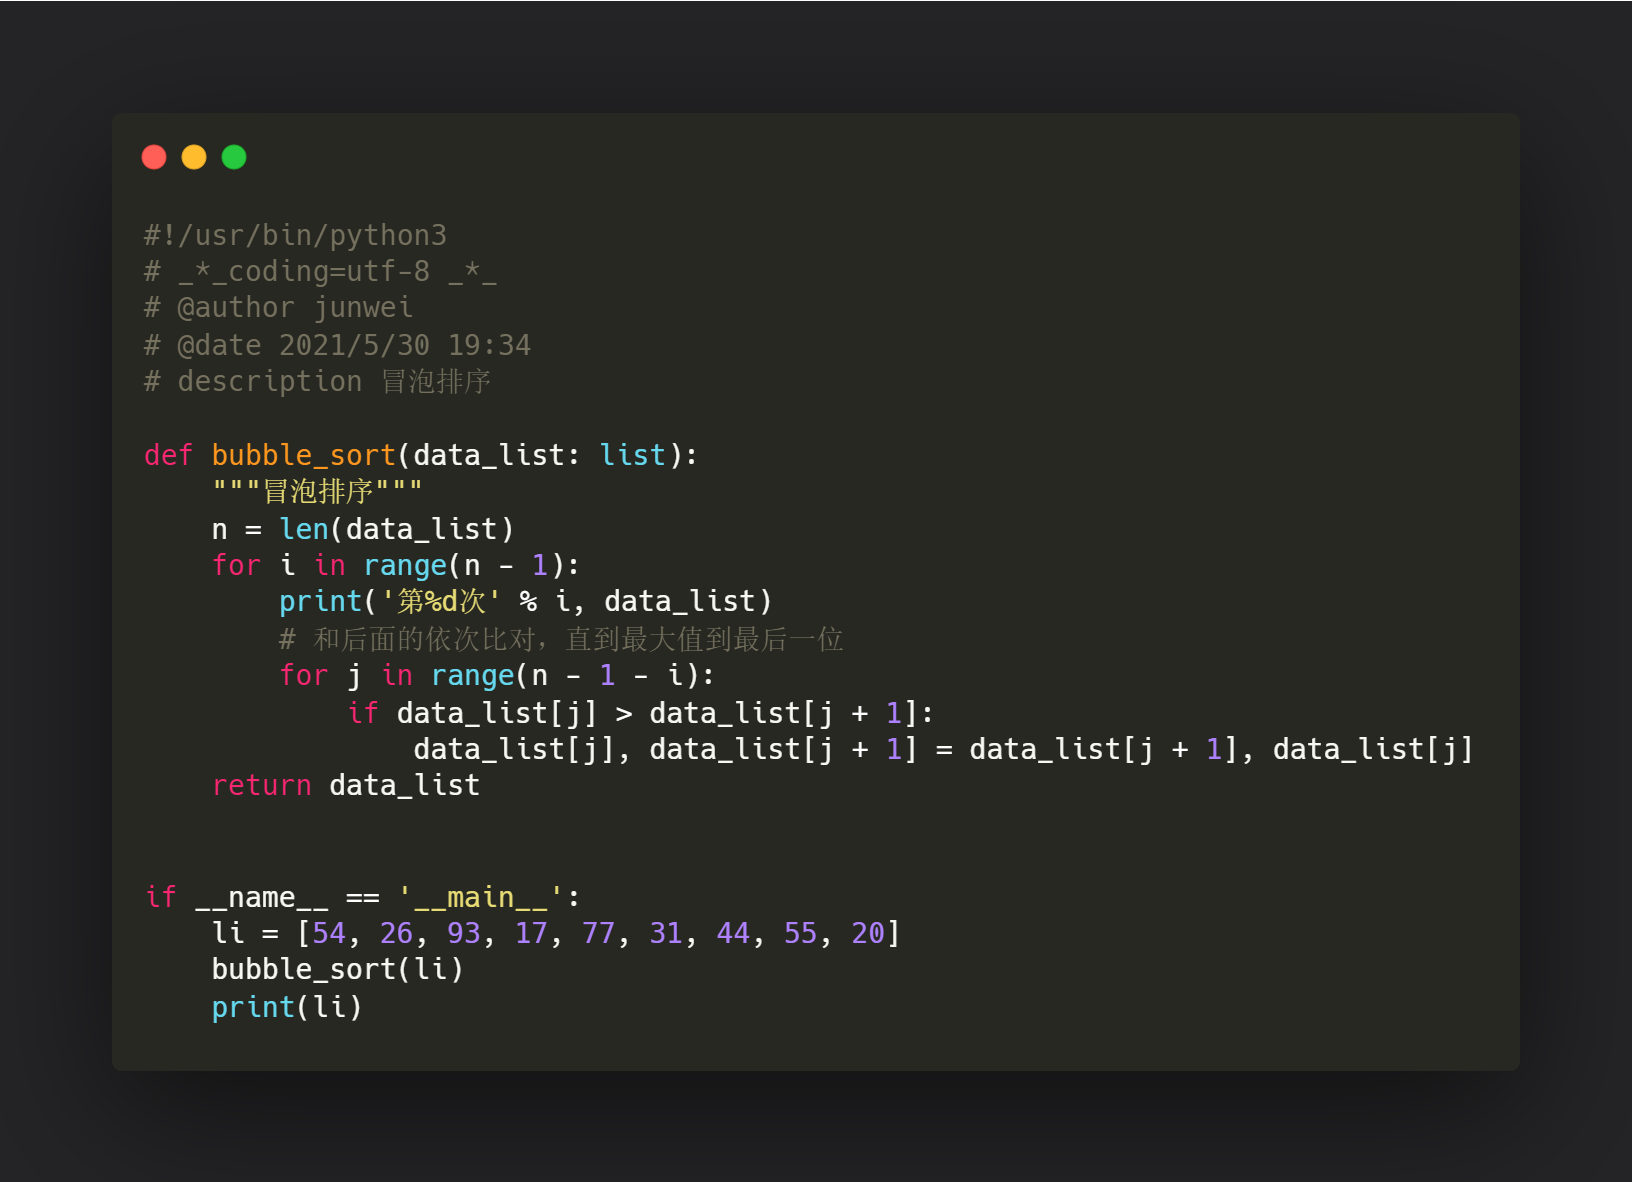 #!/usr/bin/python3
# _*_coding=utf-8 _*_
# @author junwei
# @date 2021/5/30 19:34
# description 冒泡排序
def bubble_sort(data_list: list):
    """冒泡排序"""
    n = len(data_list)
    for i in range(n - 1):
        print('第%d次' % i, data_list)
        # 和后面的依次比对，直到最大值到最后一位
        for j in range(n - 1 - i):
            if data_list[j] > data_list[j + 1]:
                data_list[j], data_list[j + 1] = data_list[j + 1], data_list[j]
    return data_list
if __name__ == '__main__':
    li = [54, 26, 93, 17, 77, 31, 44, 55, 20]
    bubble_sort(li)
    print(li)